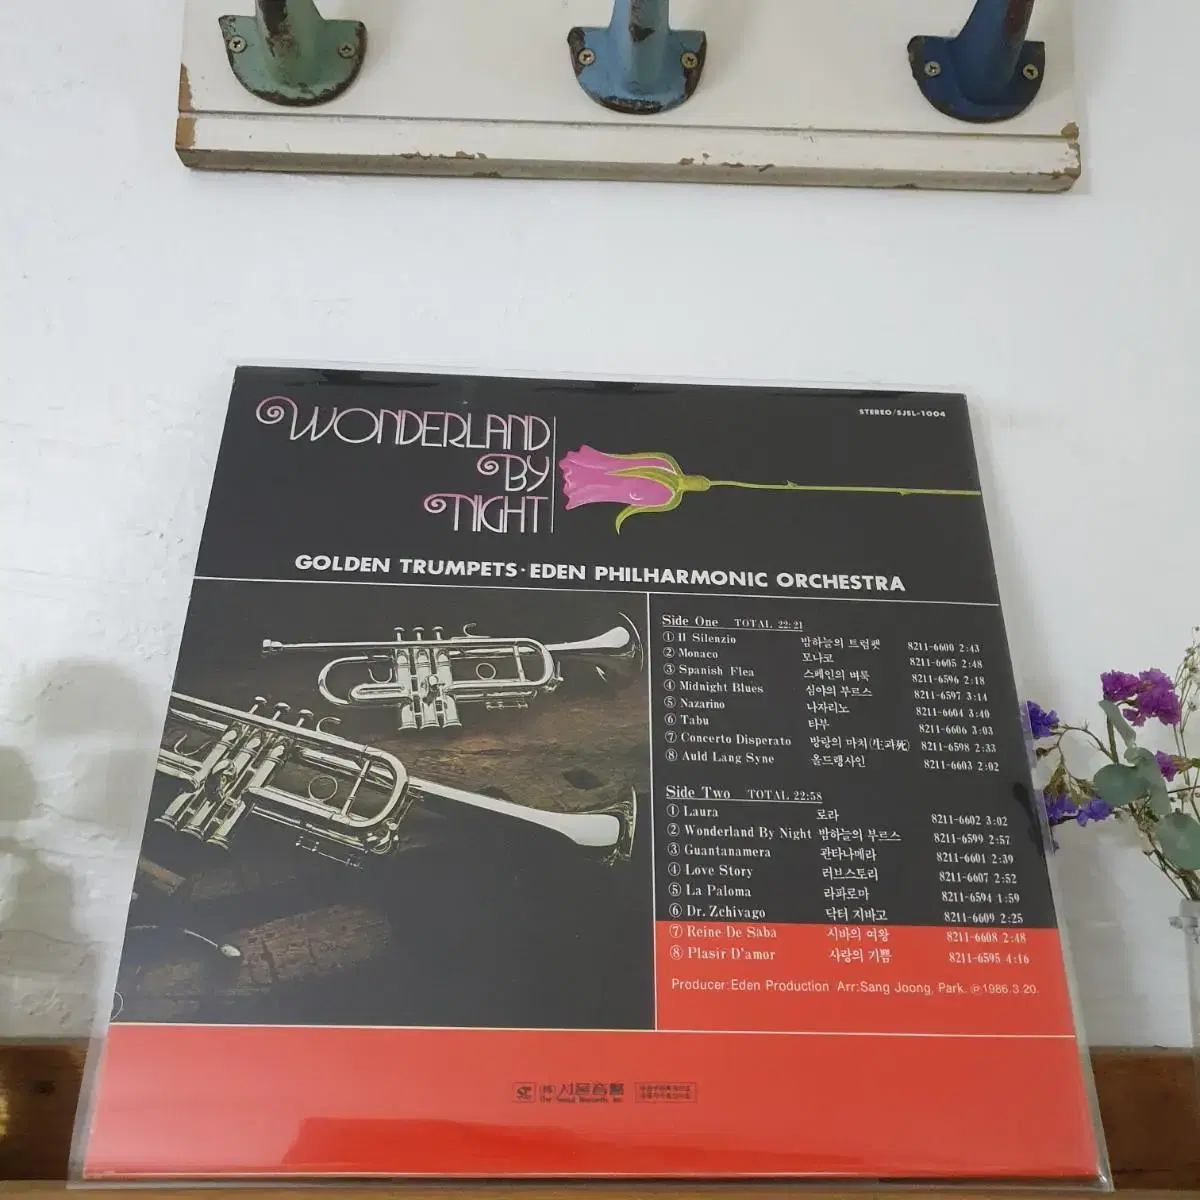 WONDERLAND
BY
NIGHT
STEREO/SJSL-1004
GOLDEN TRUMPETS·EDEN PHILHARMONIC ORCHESTRA
Side One TOTAL 22:21
① Il Silenzio 밤하늘의 트럼펫 8211-6600 2:43
② Monaco 모나코 8211-6605 2:48
③ Spanish Flea 스페인의 벼룩 8211-6596 2:18
④ Midnight Blues 심야의 부르스 8211-6597 3:14
⑤ Nazarino 나자리노 8211-6604 3:40
⑥ Tabu 타부 8211-6606 3:03
⑦ Concerto Disperato 방랑의 마치(生과死) 8211-6598 2:33
⑧ Auld Lang Syne 올드랭사인 8211-6603 2:02
Side Two TOTAL 22:58
① Laura 로라 8211-6602 3:02
② Wonderland By Night 밤하늘의 부르스 8211-6599 2:57
③ Guantanamera 관타나메라 8211-6601 2:39
④ Love Story 러브스토리 8211-6607 2:52
⑤ La Paloma 라파로마 8211-6594 1:59
⑥ Dr. Zchivago 닥터 지바고 8211-6609 2:25
⑦ Reine De Saba 시바의 여왕 8211-6608 2:48
⑧ Plasir D'amor 사랑의 기쁨 8211-6595 4:16
Producer:Eden Production Arr:Sang Joong, Park. ℗1986.3.20.
(株)서울音響